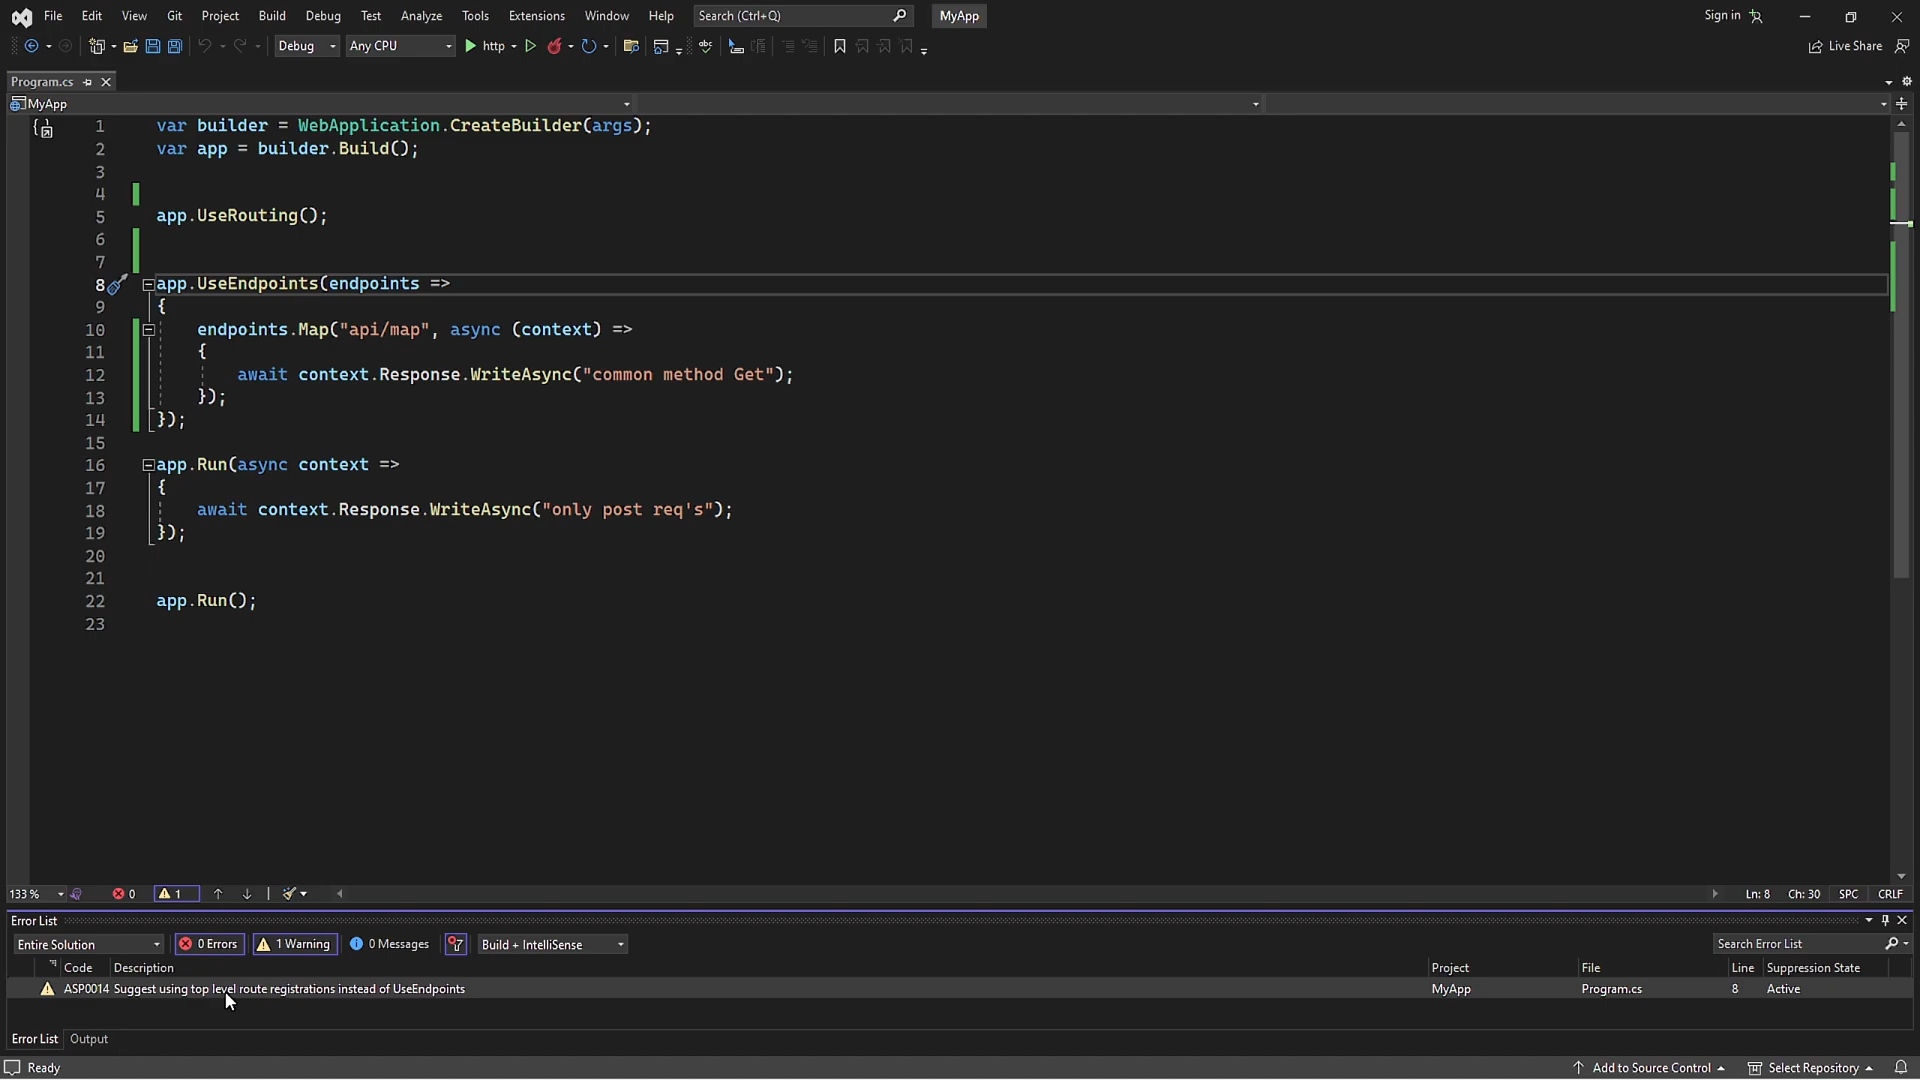 File Edit View Git Project Build Debug Test Analyze Tools Extensions Window Help Search (Ctrl+Q) MyApp Sign in
Debug Any CPU http Live Share
Program.cs
MyApp
1 var builder = WebApplication.CreateBuilder(args);
2 var app = builder.Build();
3
4
5 app.UseRouting();
6
7
8 app.UseEndpoints(endpoints =>
9 {
10 endpoints.Map("api/map", async (context) =>
11 {
12 await context.Response.WriteAsync("common method Get");
13 });
14 });
15
16 app.Run(async context =>
17 {
18 await context.Response.WriteAsync("only post req's");
19 });
20
21
22 app.Run();
23
133 % 0 1 Ln: 8 Ch: 30 SPC CRLF
Error List
Entire Solution 0 Errors 1 Warning 0 Messages Build + IntelliSense Search Error List
Code Description Project File Line Suppression State
ASP0014 Suggest using top level route registrations instead of UseEndpoints MyApp Program.cs 8 Active
Error List Output
Ready Add to Source Control Select Repository